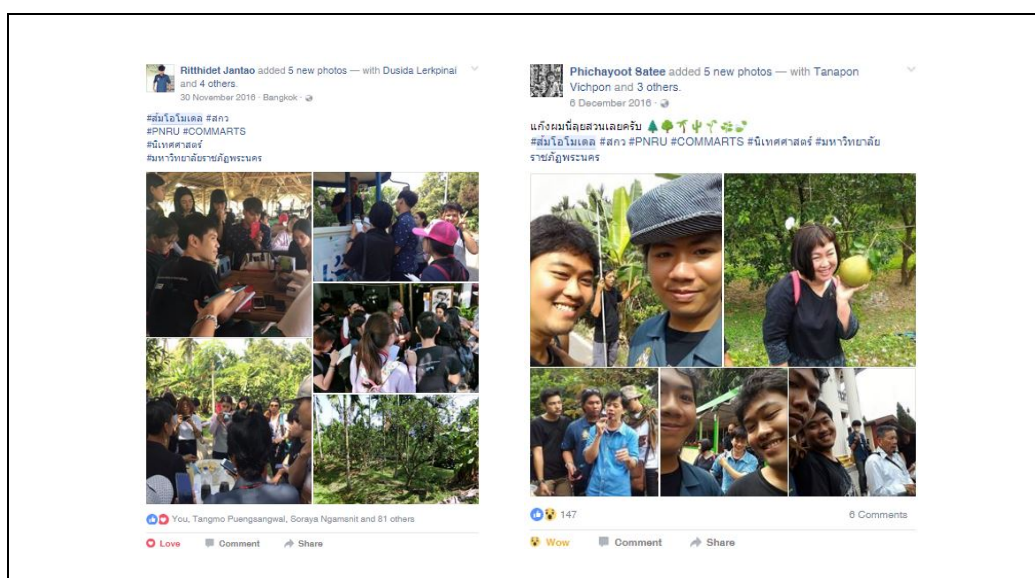 Ritthidet Jantao added 5 new photos — with Dusida Lerkpinai
and 4 others.
30 November 2016 · Bangkok ·
#ส้มโอโมเดล #สกว
#PNRU #COMMARTS
#นิเทศศาสตร์
#มหาวิทยาลัยราชภัฏพระนคร
You, Tangmo Puengsangwal, Soraya Ngamsnit and 81 others
Love Comment Share
Phichayoot Satee added 5 new photos — with Tanapon
Vichpon and 3 others.
6 December 2016 ·
แก๊งผมนี่ลุยสวนเลยครับ 🌲🌳🌴🌵🌱🌿🍃
#ส้มโอโมเดล #สกว #PNRU #COMMARTS #นิเทศศาสตร์ #มหาวิทยาลัย
ราชภัฏพระนคร
147 6 Comments
Wow Comment Share